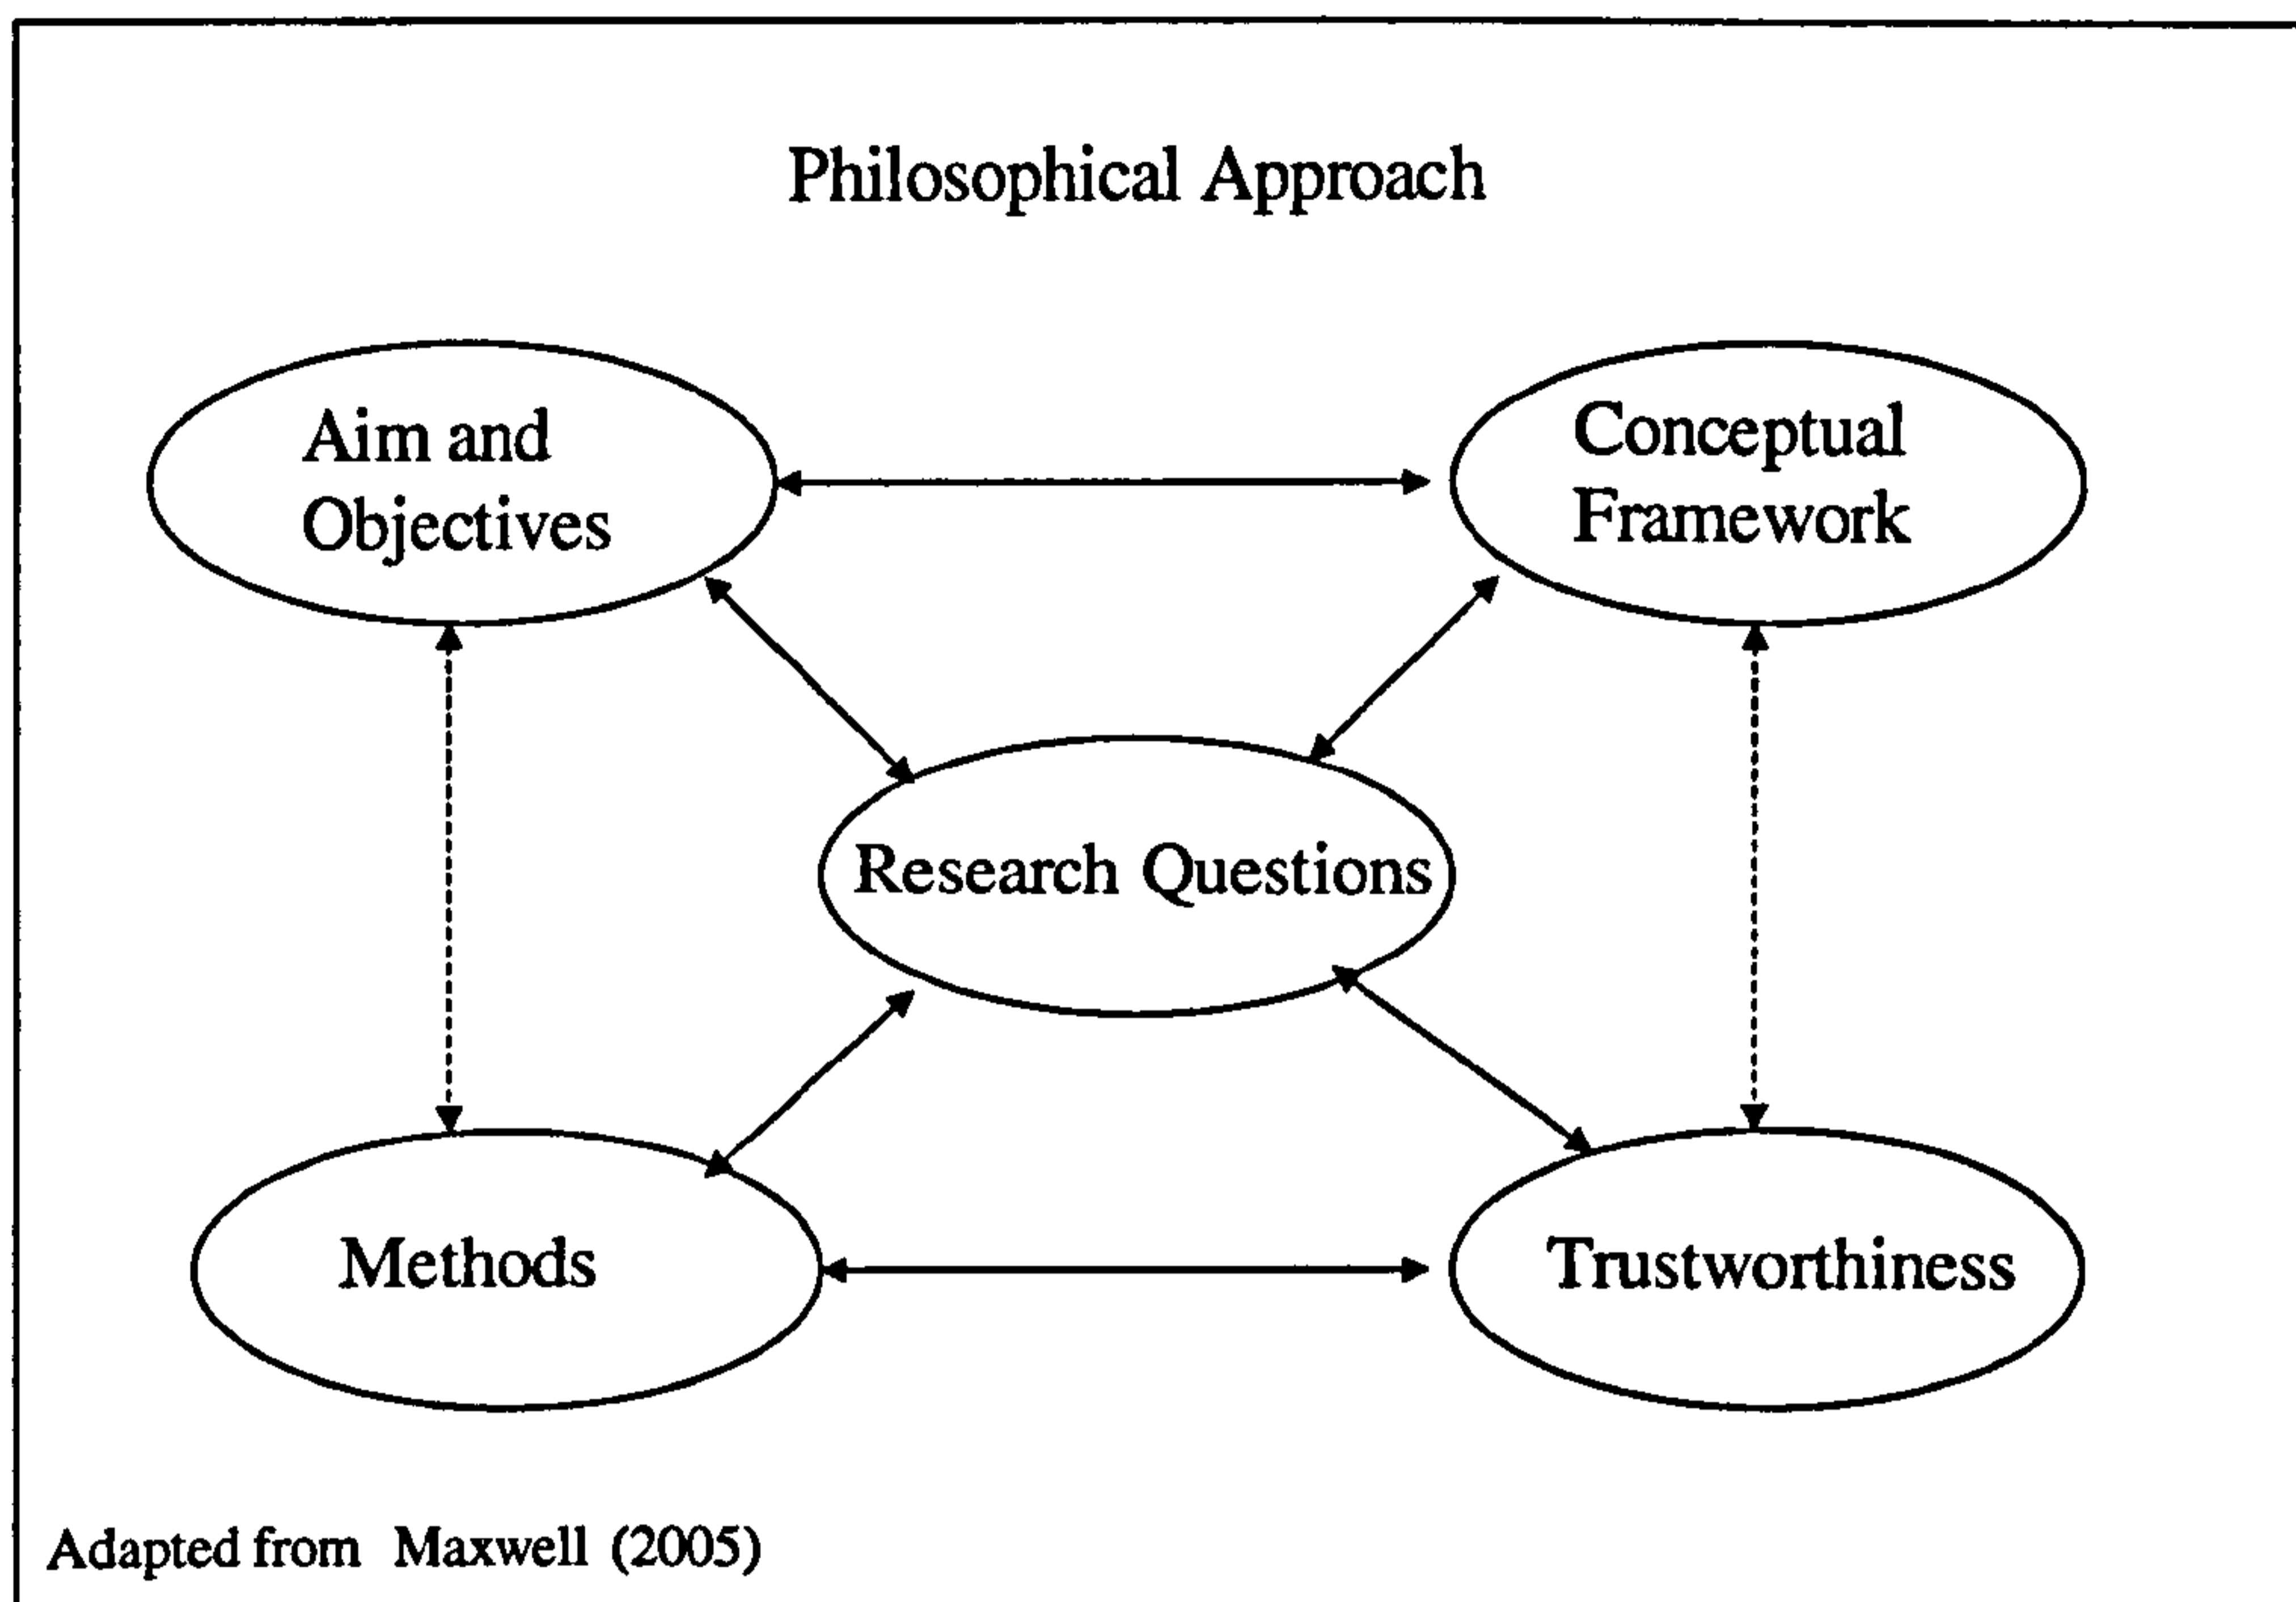 Philosophical Approach
Aim and
Objectives
Conceptual
Framework
Research Questions
Methods
Trustworthiness
Adapted from Maxwell (2005)